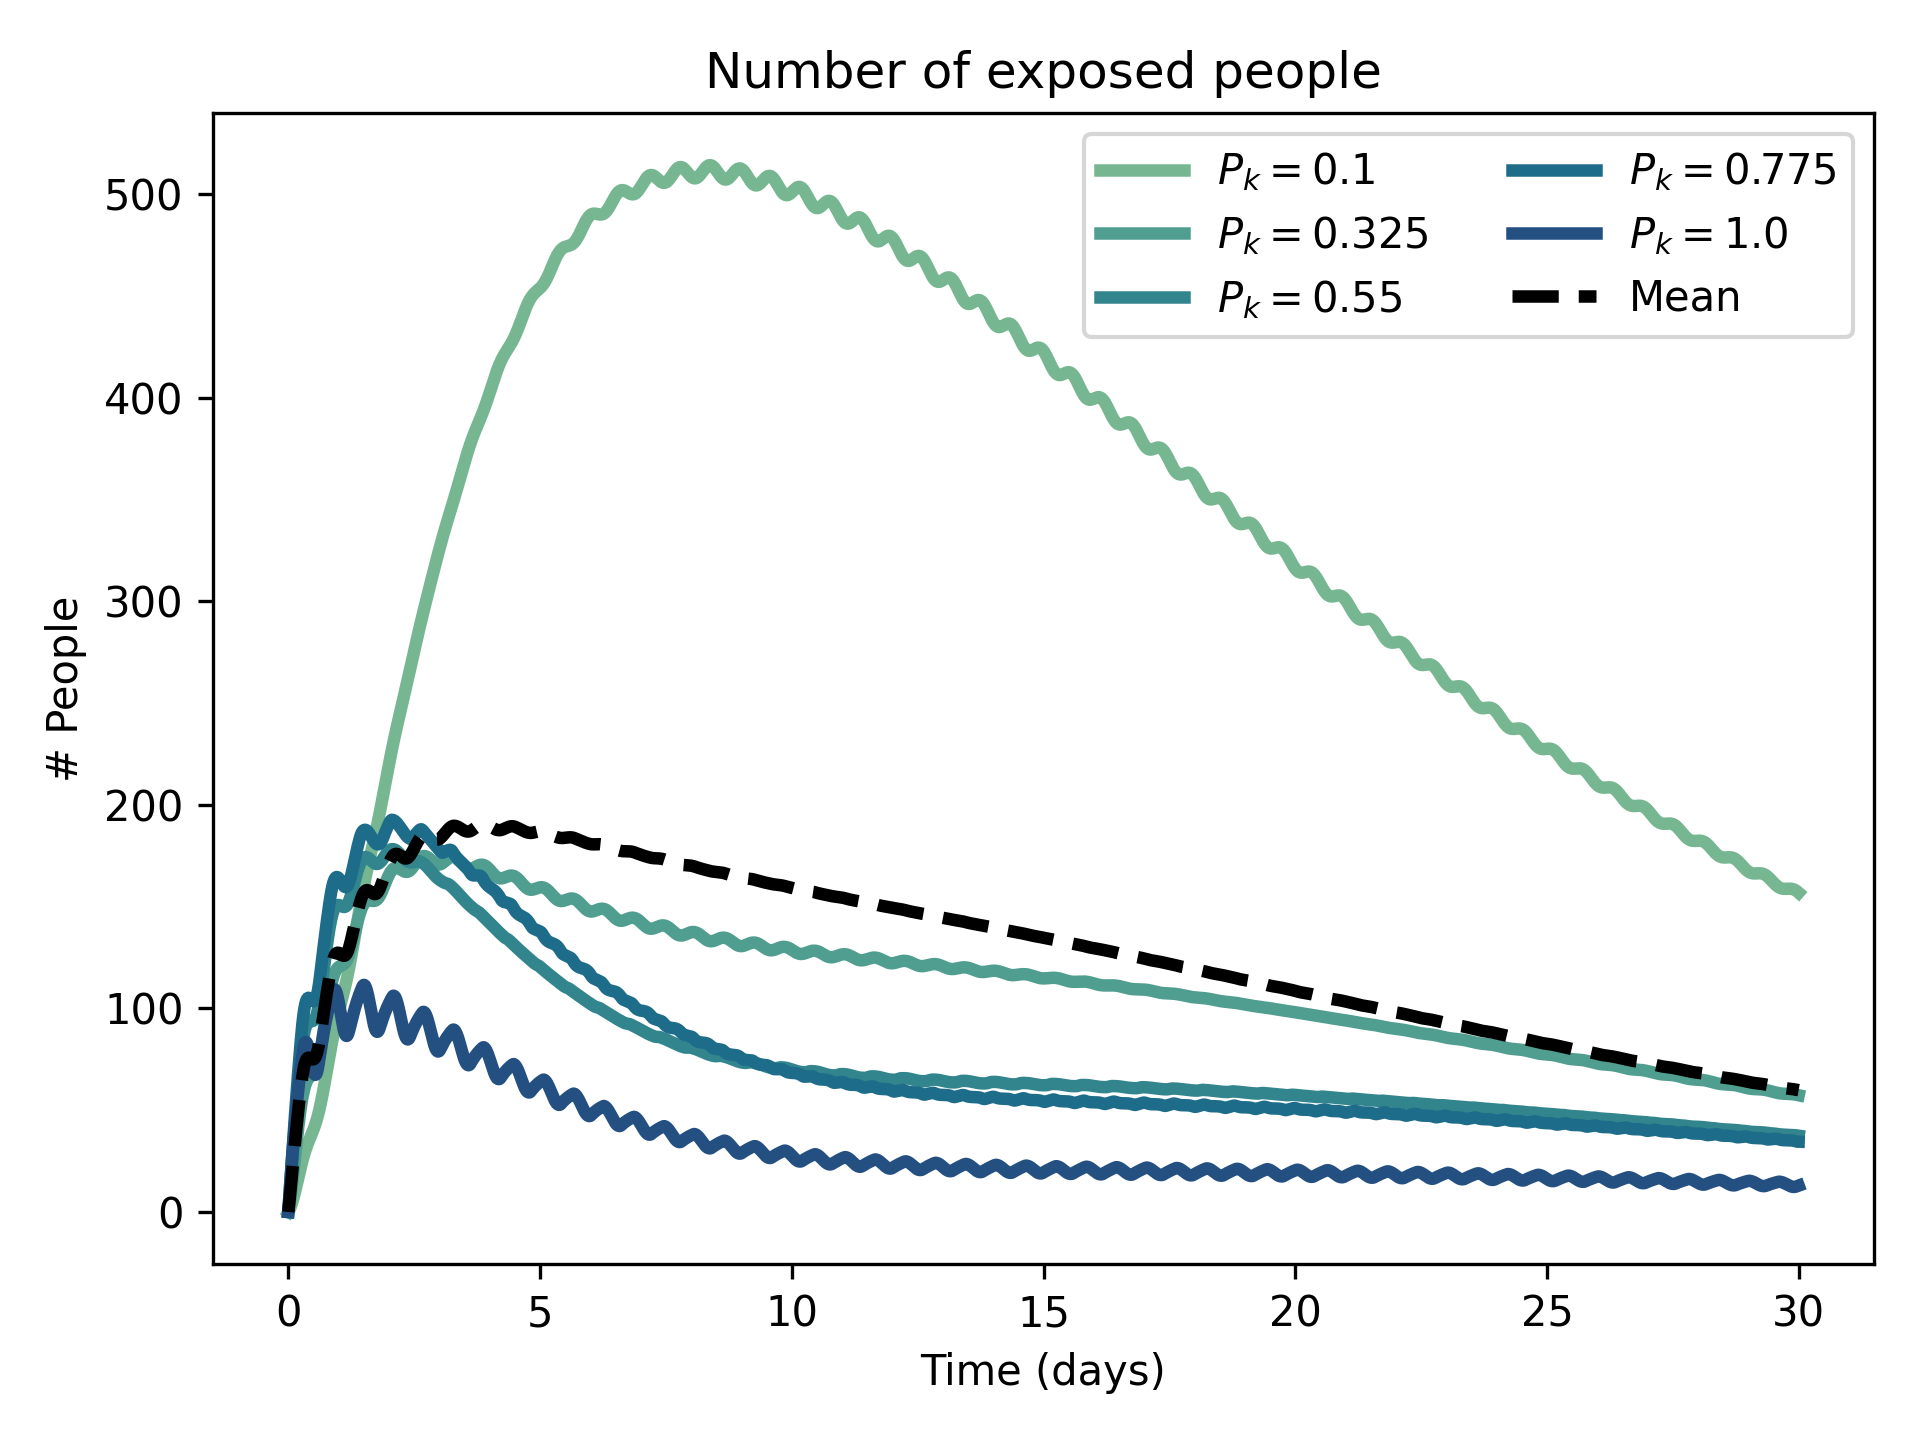 Number of exposed people
# People
500
400
300
200
100
0
P_k = 0.1
P_k = 0.325
P_k = 0.55
P_k = 0.775
P_k = 1.0
Mean
0 5 10 15 20 25 30
Time (days)